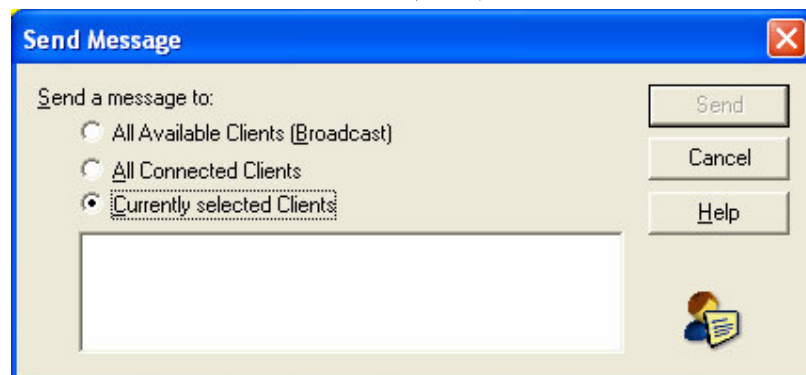 Send Message
Send a message to:
Send
All Available Clients (Broadcast)
All Connected Clients
Cancel
Currently selected Clients
Help